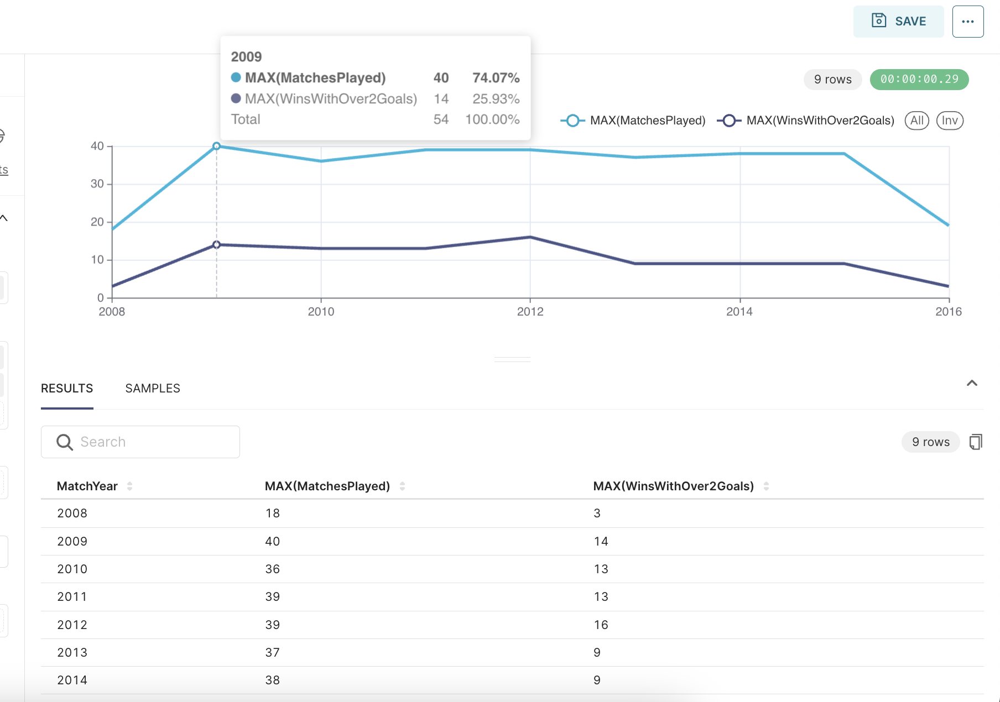 SAVE
2009
MAX(MatchesPlayed) 40 74.07%
MAX(WinsWithOver2Goals) 14 25.93%
Total 54 100.00%
9 rows 00:00:00.29
MAX(MatchesPlayed) MAX(WinsWithOver2Goals) All Inv
ts
40
30
20
10
0
2008 2010 2012 2014 2016
RESULTS SAMPLES
Search
9 rows
MatchYear MAX(MatchesPlayed) MAX(WinsWithOver2Goals)
2008 18 3
2009 40 14
2010 36 13
2011 39 13
2012 39 16
2013 37 9
2014 38 9